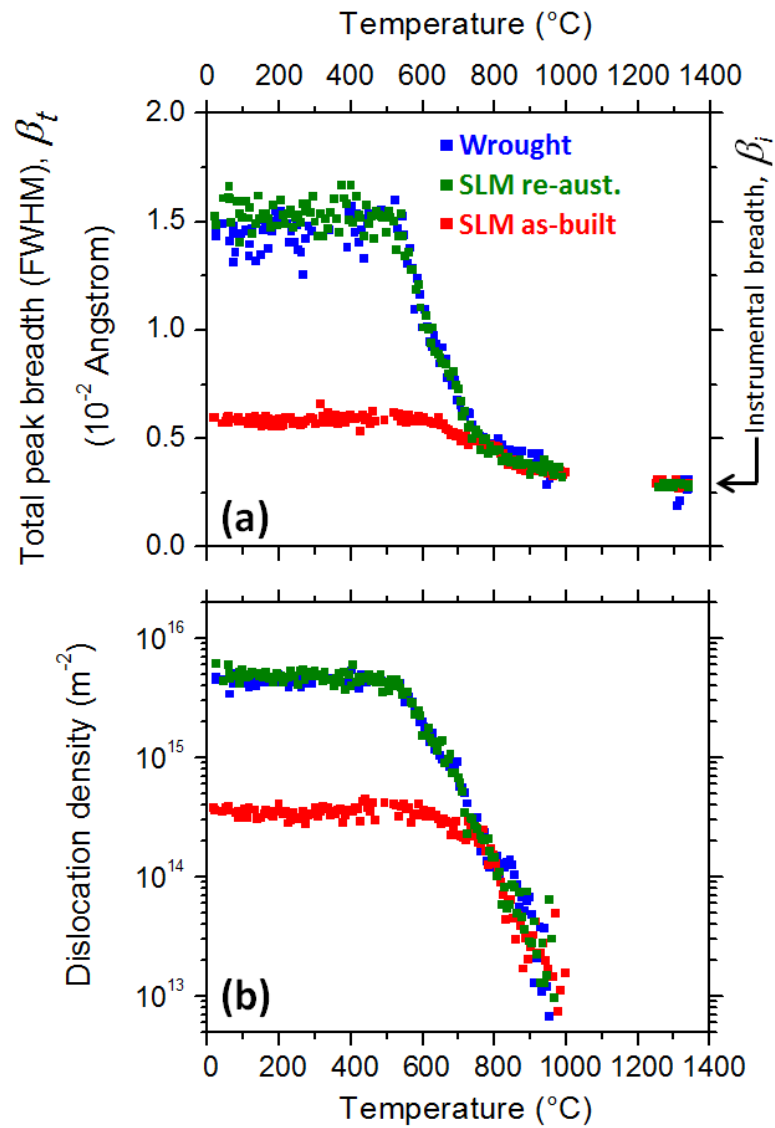 Temperature (°C)
0 200 400 600 800 1000 1200 1400
Total peak breadth (FWHM), βt
(10⁻² Angstrom)
2.0
1.5
1.0
0.5
0.0
Wrought
SLM re-aust.
SLM as-built
Instrumental breadth, βi
(a)
Dislocation density (m⁻²)
10¹⁶
10¹⁵
10¹⁴
10¹³
(b)
0 200 400 600 800 1000 1200 1400
Temperature (°C)